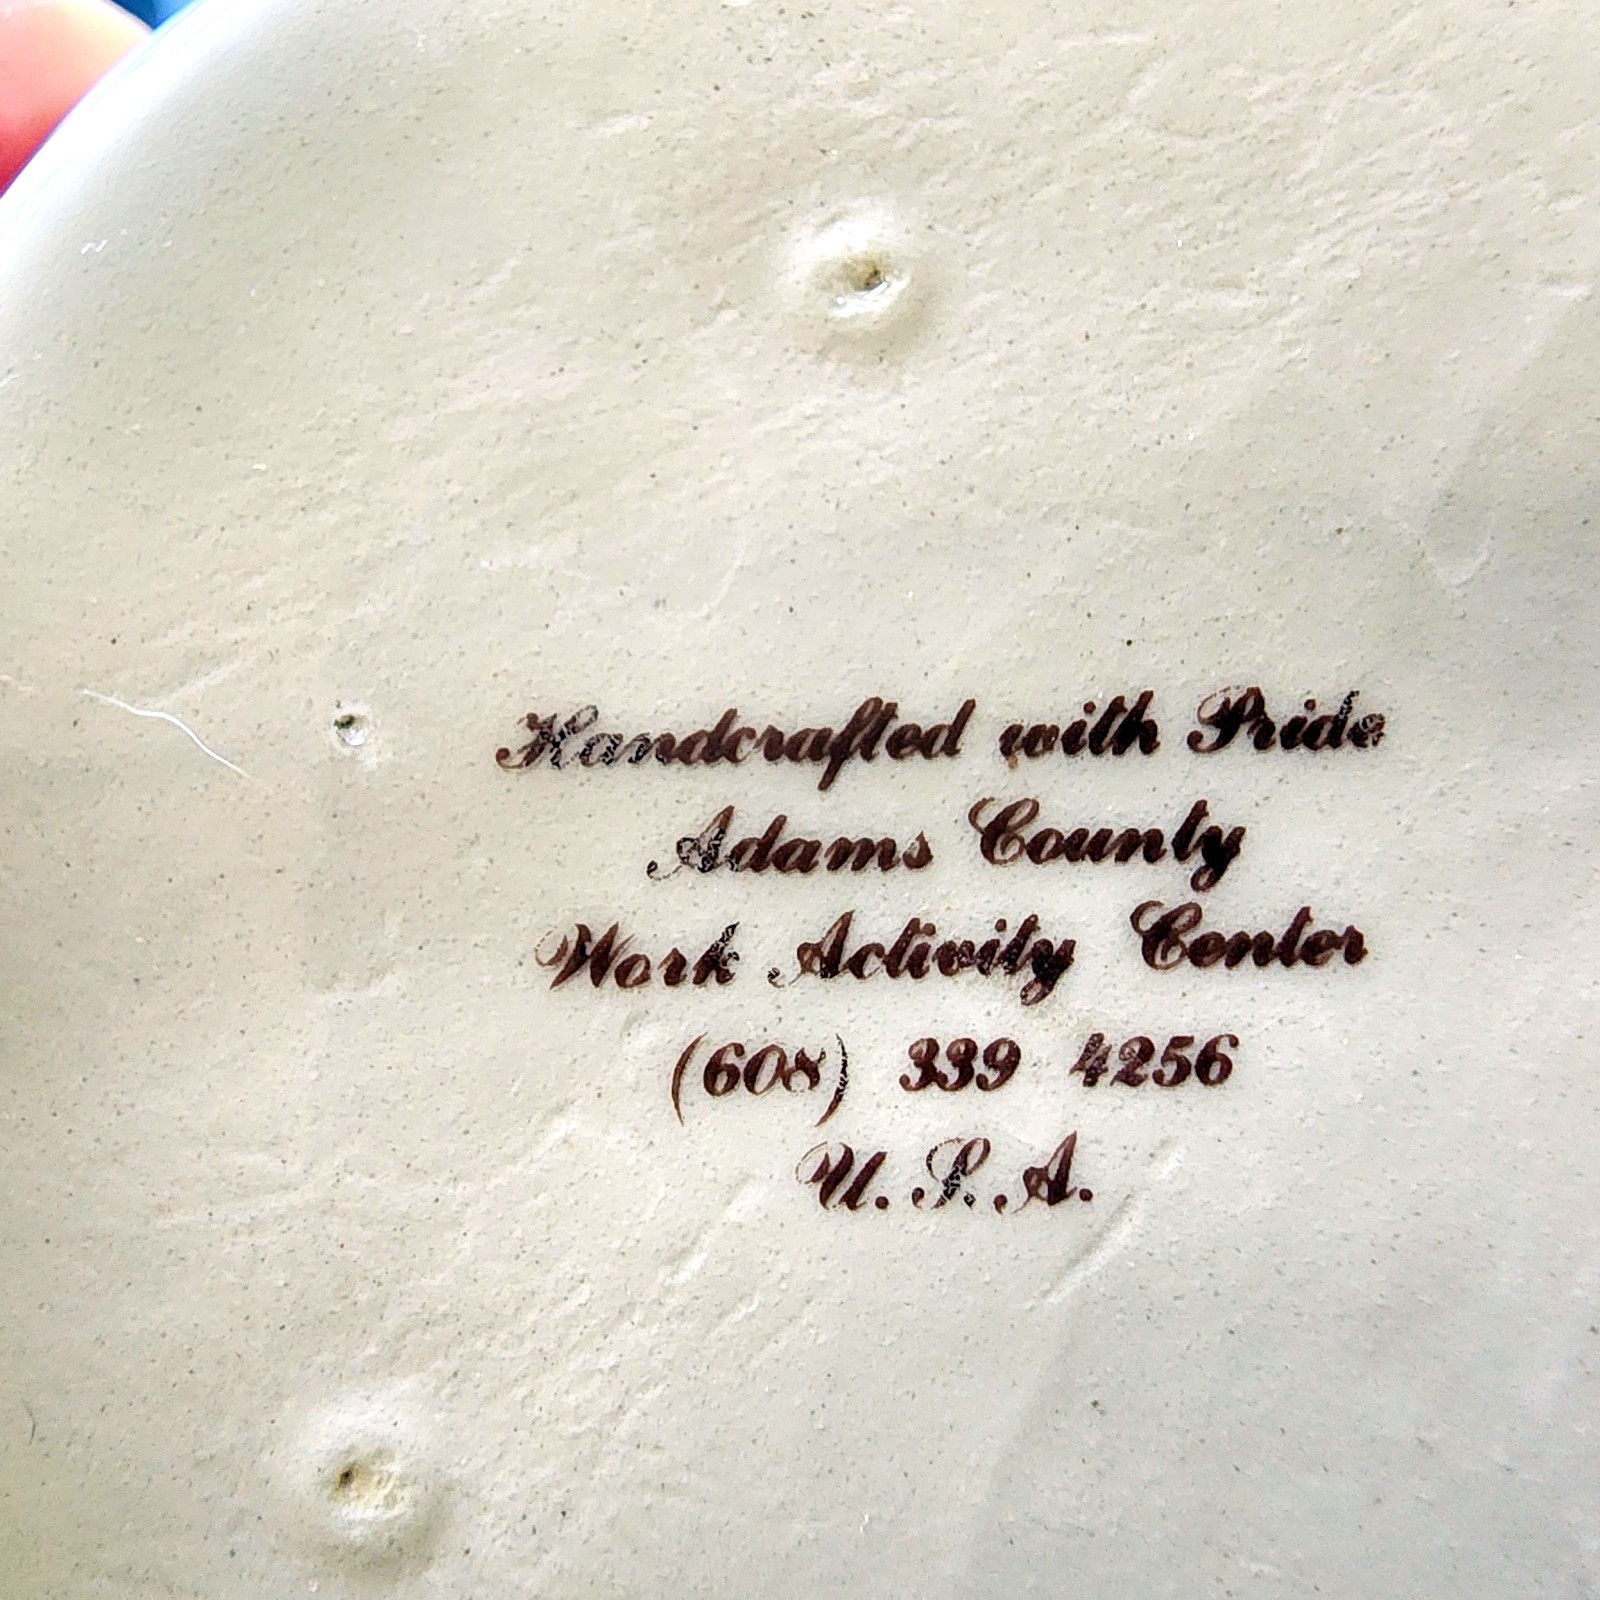 Handcrafted with Pride
Adams County
Work Activity Center
(608) 339 4256
U.S.A.